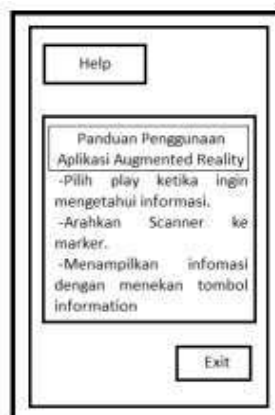 Help
Panduan Penggunaan
Aplikasi Augmented Reality
-Pilih play ketika ingin
mengetahui informasi.
-Arahkan Scanner ke
marker.
-Menampilkan infomasi
dengan menekan tombol
information
Exit